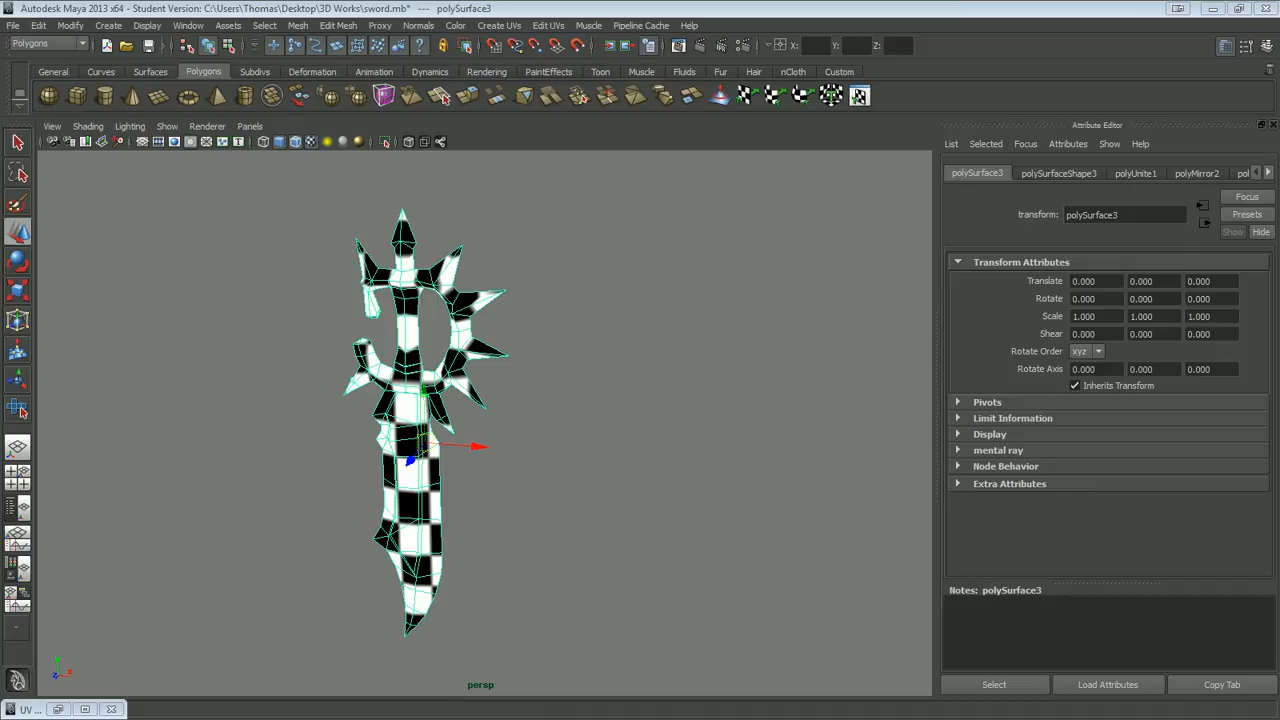 Autodesk Maya 2013 x64 - Student Version: C:\Users\Thomas\Desktop\3D Works\sword.mb* --- polySurface3
File Edit Modify Create Display Window Assets Select Mesh Edit Mesh Proxy Normals Color Create UVs Edit UVs Muscle Pipeline Cache Help
Polygons X: Y: Z:
General Curves Surfaces Polygons Subdivs Deformation Animation Dynamics Rendering PaintEffects Toon Muscle Fluids Fur Hair nCloth Custom
View Shading Lighting Show Renderer Panels
Attribute Editor
List Selected Focus Attributes Show Help
polySurface3 polySurfaceShape3 polyUnite1 polyMirror2 pol
Focus
transform: polySurface3
Presets
Show Hide
Transform Attributes
Translate 0.000 0.000 0.000
Rotate 0.000 0.000 0.000
Scale 1.000 1.000 1.000
Shear 0.000 0.000 0.000
Rotate Order xyz
Rotate Axis 0.000 0.000 0.000
Inherits Transform
Pivots
Limit Information
Display
mental ray
Node Behavior
Extra Attributes
Notes: polySurface3
persp
Select Load Attributes Copy Tab
UV ...